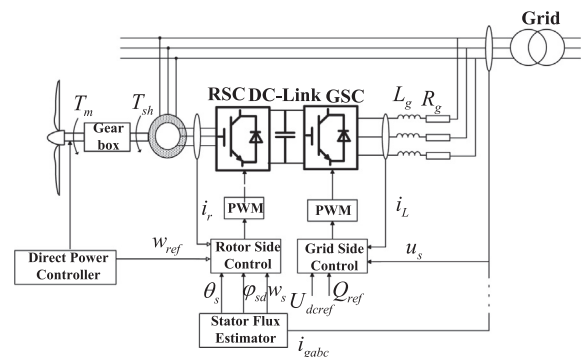 Grid
RSC DC-Link GSC
L_g R_g
T_m T_sh
Gear
box
PWM PWM
i_r i_L
w_ref u_s
Direct Power
Controller
Rotor Side
Control
Grid Side
Control
θ_s φ_sd w_s U_dcref Q_ref
Stator Flux
Estimator
i_gabc